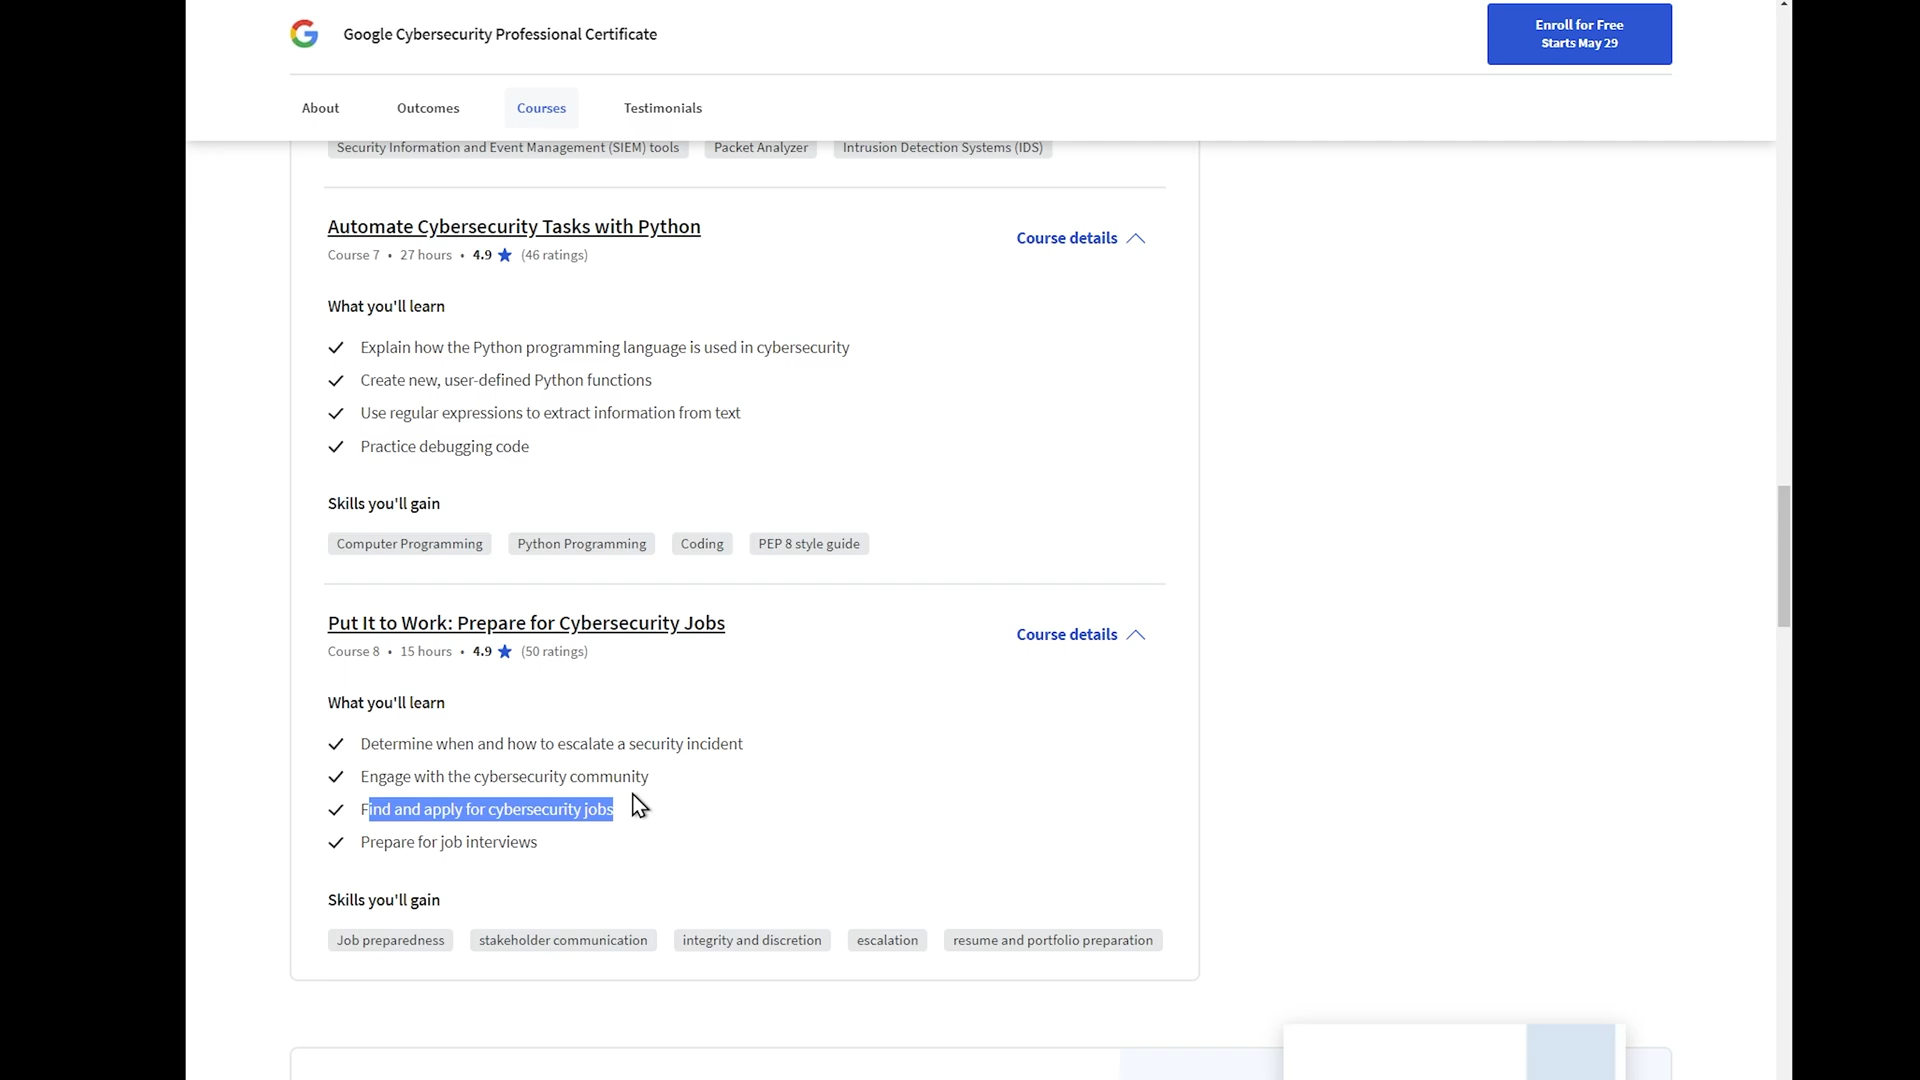 Google Cybersecurity Professional Certificate
Enroll for Free
Starts May 29
About Outcomes Courses Testimonials
Security Information and Event Management (SIEM) tools Packet Analyzer Intrusion Detection Systems (IDS)
Automate Cybersecurity Tasks with Python
Course details
Course 7 • 27 hours • 4.9 ★ (46 ratings)
What you'll learn
Explain how the Python programming language is used in cybersecurity
Create new, user-defined Python functions
Use regular expressions to extract information from text
Practice debugging code
Skills you'll gain
Computer Programming Python Programming Coding PEP 8 style guide
Put It to Work: Prepare for Cybersecurity Jobs
Course details
Course 8 • 15 hours • 4.9 ★ (50 ratings)
What you'll learn
Determine when and how to escalate a security incident
Engage with the cybersecurity community
Find and apply for cybersecurity jobs
Prepare for job interviews
Skills you'll gain
Job preparedness stakeholder communication integrity and discretion escalation resume and portfolio preparation